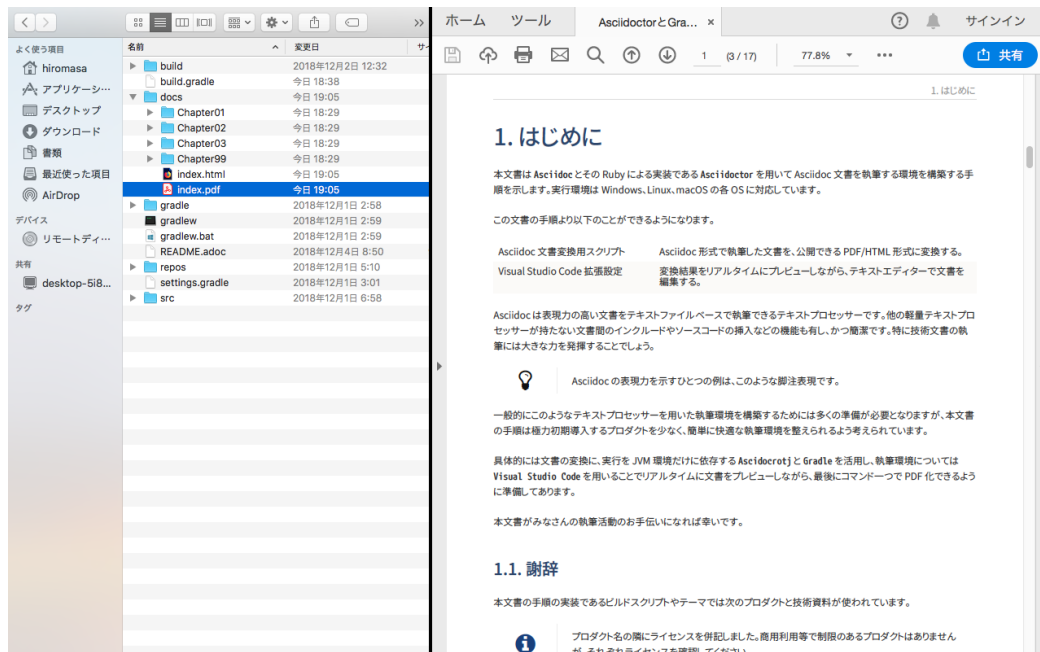 ホーム ツール AsciidoctorとGra... × ? サインイン
1 (3 / 17) 77.8% 共有
よく使う項目
hiromasa
アプリケーシ…
デスクトップ
ダウンロード
書類
最近使った項目
AirDrop
デバイス
リモートディ…
共有
desktop-5i8...
タグ
名前 変更日 サイ
build 2018年12月2日 12:32
build.gradle 今日 18:38
docs 今日 19:05
Chapter01 今日 18:29
Chapter02 今日 18:29
Chapter03 今日 18:29
Chapter99 今日 18:29
index.html 今日 19:05
index.pdf 今日 19:05
gradle 2018年12月1日 2:58
gradlew 2018年12月1日 2:59
gradlew.bat 2018年12月1日 2:59
README.adoc 2018年12月4日 8:50
repos 2018年12月1日 5:10
settings.gradle 2018年12月1日 3:01
src 2018年12月1日 6:58
1. はじめに
1. はじめに
本文書は Asciidoc とその Ruby による実装である Asciidoctor を用いて Asciidoc 文書を執筆する環境を構築する手
順を示します。実行環境は Windows、Linux、macOS の各 OS に対応しています。
この文書の手順より以下のことができるようになります。
Asciidoc 文書変換用スクリプト Asciidoc 形式で執筆した文書を、公開できる PDF/HTML 形式に変換する。
Visual Studio Code 拡張設定 変換結果をリアルタイムにプレビューしながら、テキストエディターで文書を
編集する。
Asciidoc は表現力の高い文書をテキストファイルベースで執筆できるテキストプロセッサーです。他の軽量テキストプロ
セッサーが持たない文書間のインクルードやソースコードの挿入などの機能も有し、かつ簡潔です。特に技術文書の執
筆には大きな力を発揮することでしょう。
Asciidoc の表現力を示すひとつの例は、このような脚注表現です。
一般的にこのようなテキストプロセッサーを用いた執筆環境を構築するためには多くの準備が必要となりますが、本文書
の手順は極力初期導入するプロダクトを少なく、簡単に快適な執筆環境を整えられるよう考えられています。
具体的には文書の変換に、実行を JVM 環境だけに依存する Ascidocrotj と Gradle を活用し、執筆環境については
Visual Studio Code を用いることでリアルタイムに文書をプレビューしながら、最後にコマンド一つで PDF 化できるよう
に準備してあります。
本文書がみなさんの執筆活動のお手伝いになれば幸いです。
1.1. 謝辞
本文書の手順の実装であるビルドスクリプトやテーマでは次のプロダクトと技術資料が使われています。
プロダクト名の隣にライセンスを併記しました。商用利用等で制限のあるプロダクトはありません
が、それぞれライセンスを確認してください。